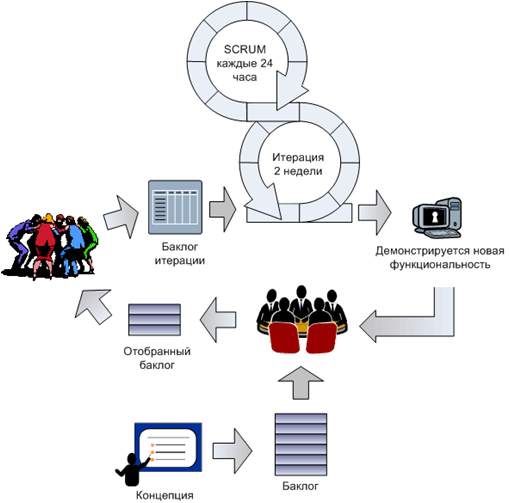 SCRUM
каждые 24
часа
Итерация
2 недели
Баклог
итерации
Демонстрируется новая
функциональность
Отобранный
баклог
Концепция
Баклог